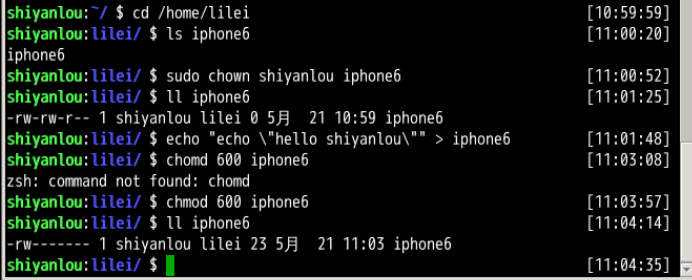 shiyanlou:~/ $ cd /home/lilei [10:59:59]
shiyanlou:lilei/ $ ls iphone6 [11:00:20]
iphone6
shiyanlou:lilei/ $ sudo chown shiyanlou iphone6 [11:00:52]
shiyanlou:lilei/ $ ll iphone6 [11:01:25]
-rw-rw-r-- 1 shiyanlou lilei 0 5月  21 10:59 iphone6
shiyanlou:lilei/ $ echo "echo \"hello shiyanlou\"" > iphone6 [11:01:48]
shiyanlou:lilei/ $ chomd 600 iphone6 [11:03:08]
zsh: command not found: chomd
shiyanlou:lilei/ $ chmod 600 iphone6 [11:03:57]
shiyanlou:lilei/ $ ll iphone6 [11:04:14]
-rw------- 1 shiyanlou lilei 23 5月  21 11:03 iphone6
shiyanlou:lilei/ $ [11:04:35]